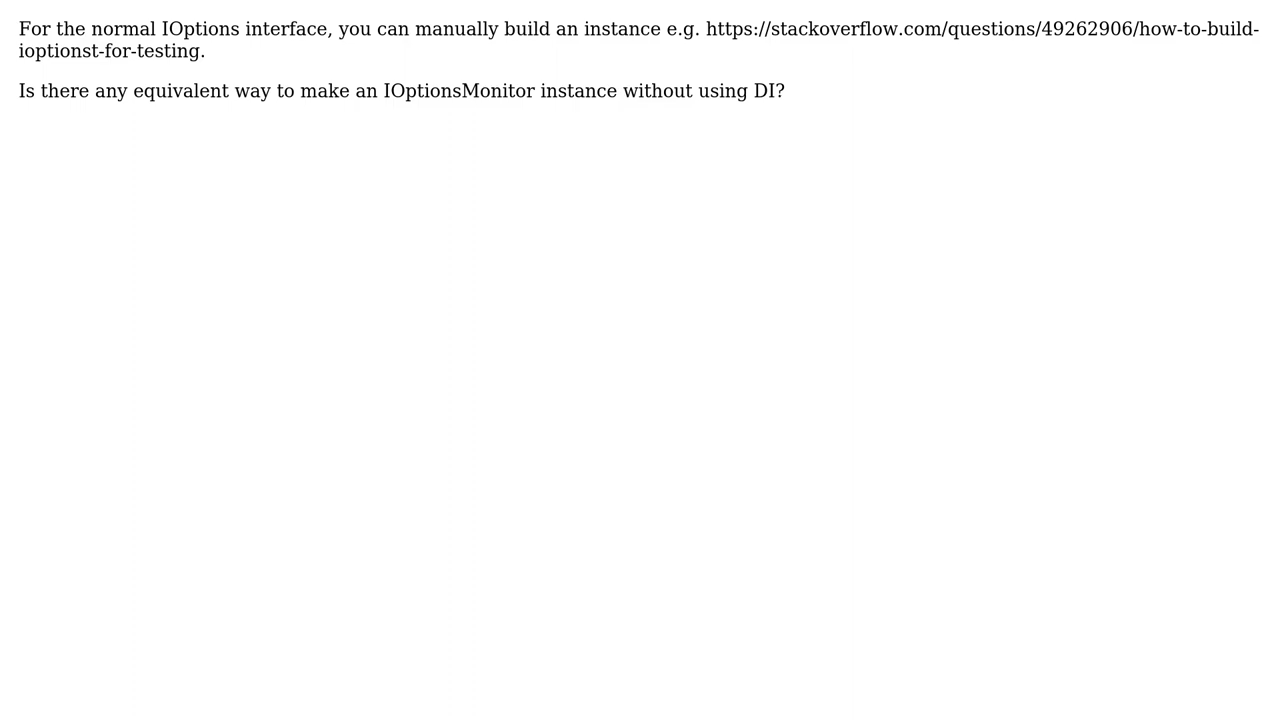 For the normal IOptions interface, you can manually build an instance e.g. https://stackoverflow.com/questions/49262906/how-to-build-
ioptionst-for-testing.
Is there any equivalent way to make an IOptionsMonitor instance without using DI?